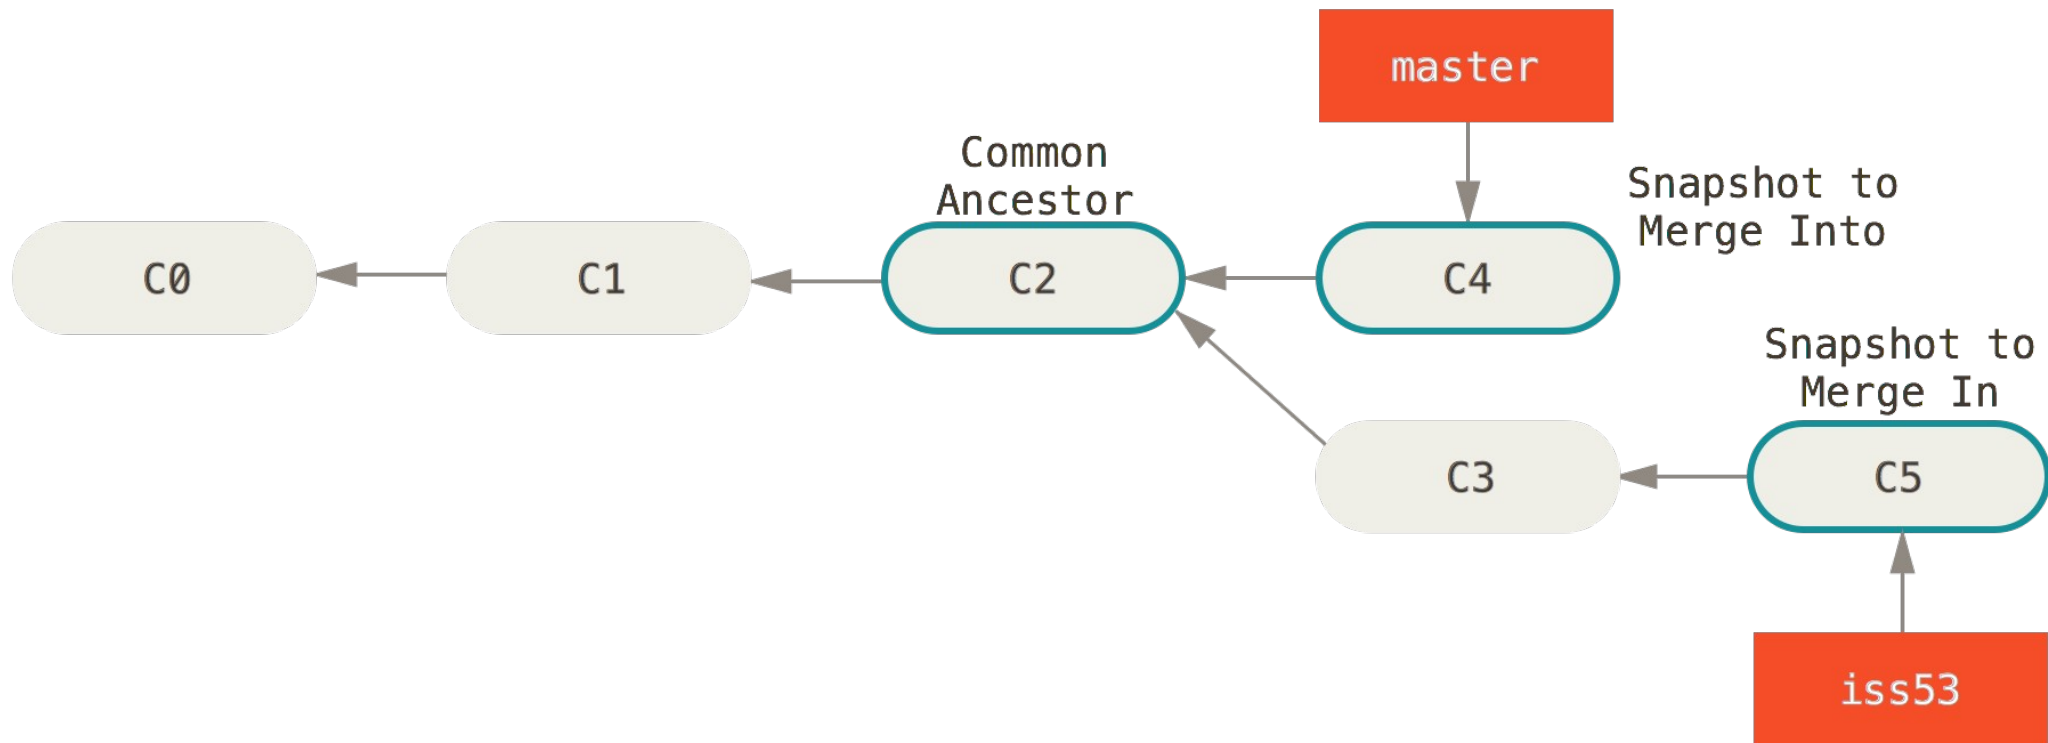 master
Common
Ancestor
Snapshot to
Merge Into
C0
C1
C2
C4
Snapshot to
Merge In
C3
C5
iss53